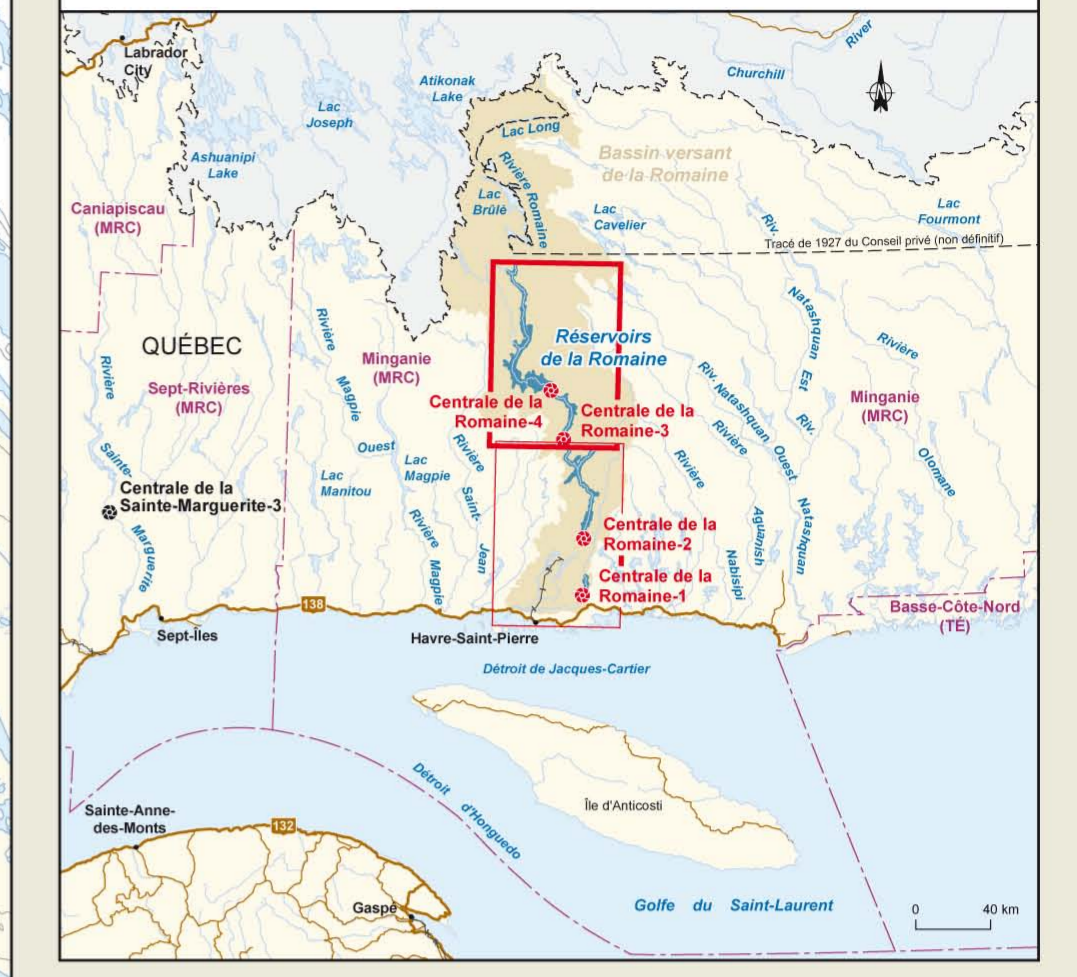 Labrador
City
River
Churchill
Atikonak
Lake
Lac
Joseph
Lac Long
Ashuanipi
Lake
Bassin versant
de la Romaine
Rivière Romaine
Lac
Brûlé
Caniapiscau
(MRC)
Lac
Cavelier
Riv.
Lac
Fourmont
Tracé de 1927 du Conseil privé (non définitif)
Natashquan Est
Riv.
QUÉBEC
Réservoirs
de la Romaine
Rivière
Magpie
Ouest
Rivière
Olomane
Minganie
(MRC)
Sept-Rivières
(MRC)
Rivière
Sainte-
Marguerite
Centrale de la
Romaine-4
Centrale de la
Romaine-3
Riv. Natashquan Ouest
Natashquan
Minganie
(MRC)
Rivière
Aguanish
Rivière
Nabisipi
Rivière
Saint-
Jean
Lac
Magpie
Lac
Manitou
Rivière Magpie
Centrale de la
Sainte-Marguerite-3
Centrale de la
Romaine-2
Centrale de la
Romaine-1
138
Sept-Îles
Havre-Saint-Pierre
Basse-Côte-Nord
(TÉ)
Détroit de Jacques-Cartier
Détroit d'Honguedo
Île d'Anticosti
Sainte-Anne-
des-Monts
132
Gaspé
Golfe du Saint-Laurent
0 40 km